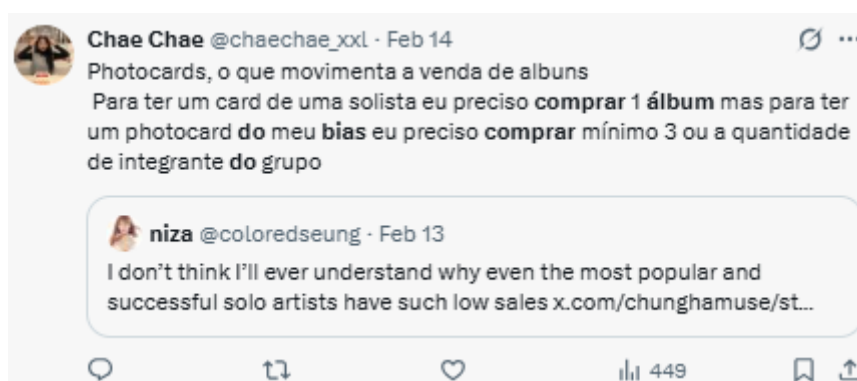 Chae Chae @chaechae_xxl · Feb 14
Photocards, o que movimenta a venda de albuns
Para ter um card de uma solista eu preciso comprar 1 álbum mas para ter
um photocard do meu bias eu preciso comprar mínimo 3 ou a quantidade
de integrante do grupo
niza @coloredseung · Feb 13
I don't think I'll ever understand why even the most popular and
successful solo artists have such low sales x.com/chunghamuse/st...
449